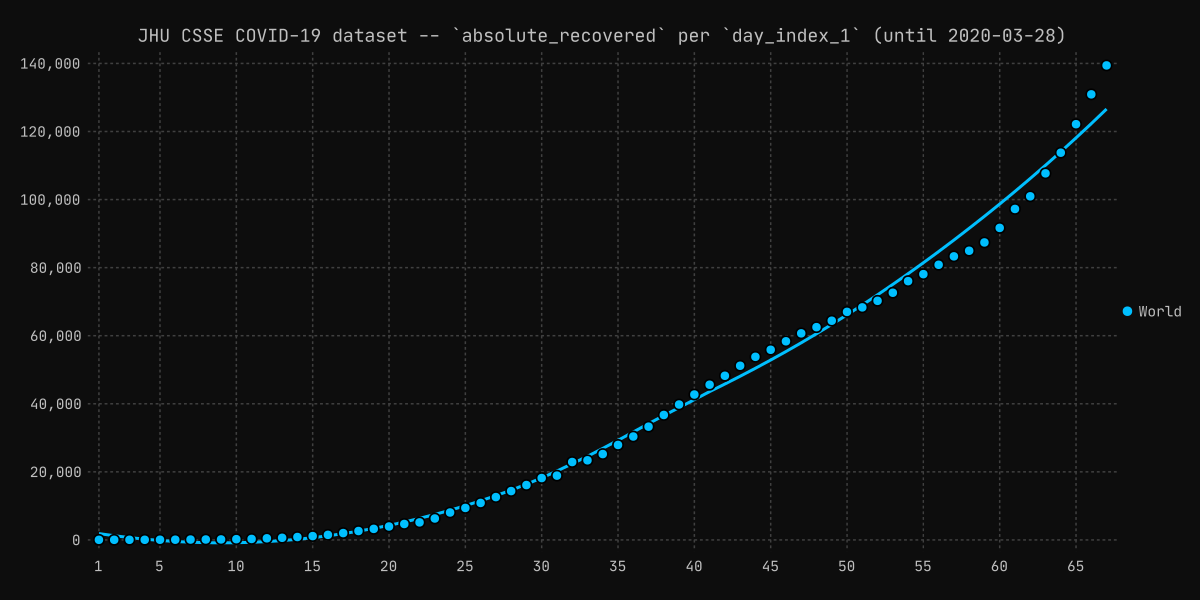 JHU CSSE COVID-19 dataset -- `absolute_recovered` per `day_index_1` (until 2020-03-28)
140,000
120,000
100,000
80,000
60,000
40,000
20,000
0
1 5 10 15 20 25 30 35 40 45 50 55 60 65
World